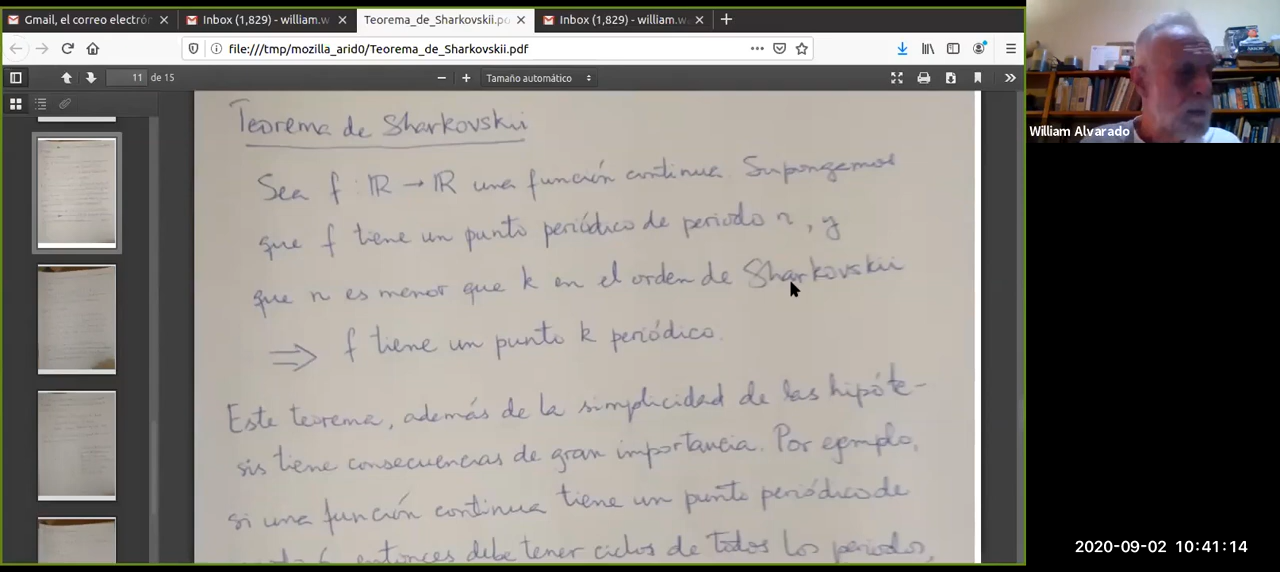 Gmail, el correo electrón
Inbox (1,829) - william.w
Teorema_de_Sharkovskii.p
Inbox (1,829) - william.w
file:///tmp/mozilla_arid0/Teorema_de_Sharkovskii.pdf
11 de 15
Tamaño automático
William Alvarado
Teorema de Sharkovskii
Sea f : ℝ → ℝ una función continua. Supongamos
que f tiene un punto periódico de periodo n, y
que n es menor que k en el orden de Sharkovskii
⟹ f tiene un punto k periódico.
Este teorema, además de la simplicidad de las hipóte-
sis tiene consecuencias de gran importancia. Por ejemplo,
si una función continua tiene un punto periódico de
entonces debe tener ciclos de todos los periodos,
2020-09-02 10:41:14